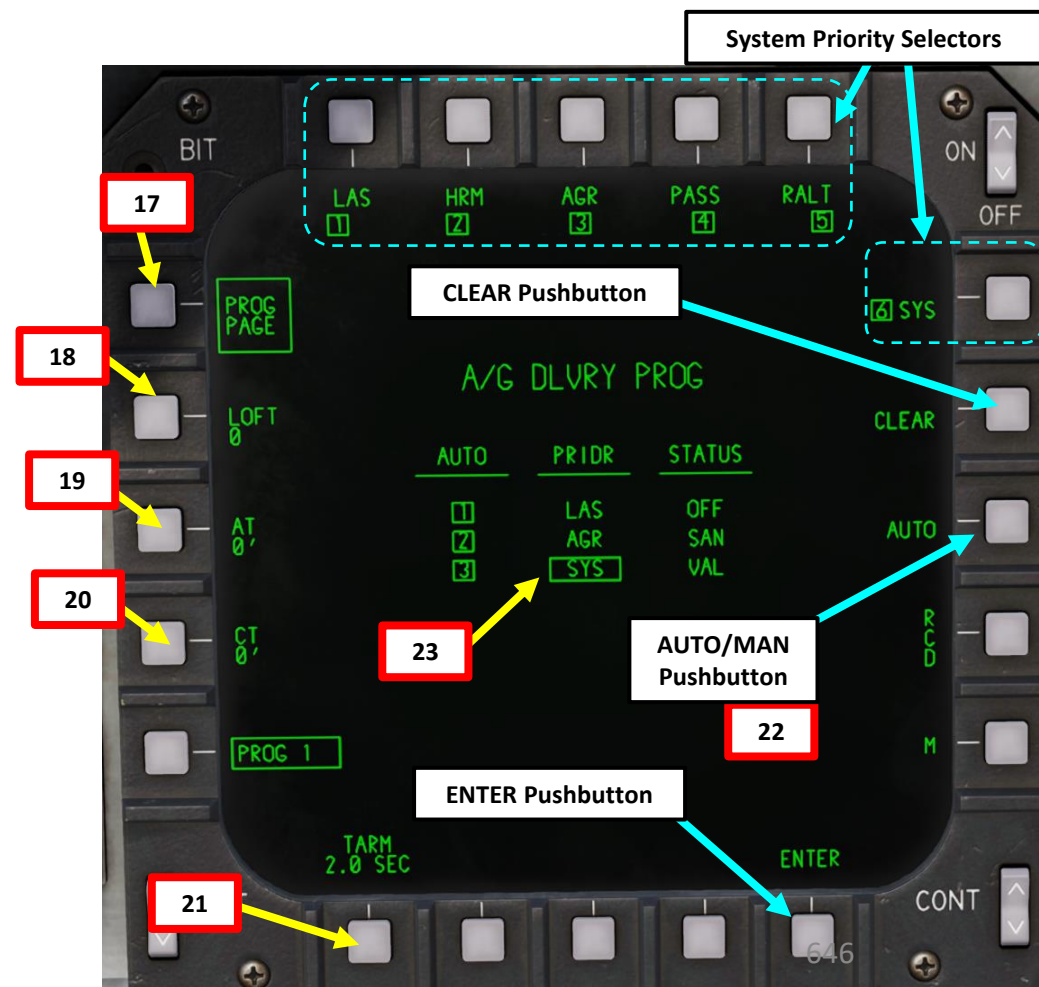 System Priority Selectors
BIT
ON
OFF
LAS HRM AGR PASS RALT
1 2 3 4 5
17
CLEAR Pushbutton
PROG
PAGE
6 SYS
18
A/G DLVRY PROG
LOFT
0
CLEAR
AUTO PRIOR STATUS
19
1 LAS OFF
2 AGR SAN
3 SYS VAL
AT
0'
AUTO
20
CT
0'
23
AUTO/MAN
Pushbutton
R
C
D
22
PROG 1
M
ENTER Pushbutton
TARM
2.0 SEC
ENTER
21
CONT
646